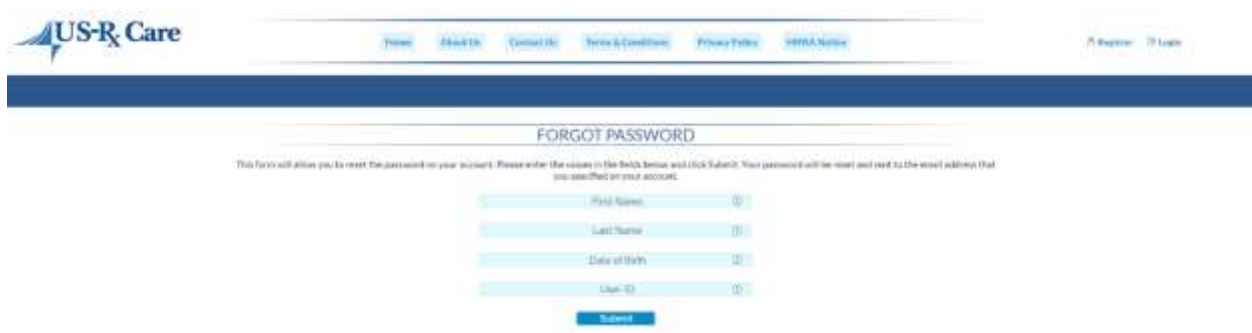 US-Rx Care
Home About Us Contact Us Terms & Conditions Privacy Policy HIPAA Notice
Register Login
FORGOT PASSWORD
This form will allow you to reset the password on your account. Please enter the values in the fields below and click Submit. Your password will be reset and sent to the email address that
you specified on your account.
First Name
Last Name
Date of Birth
User ID
Submit